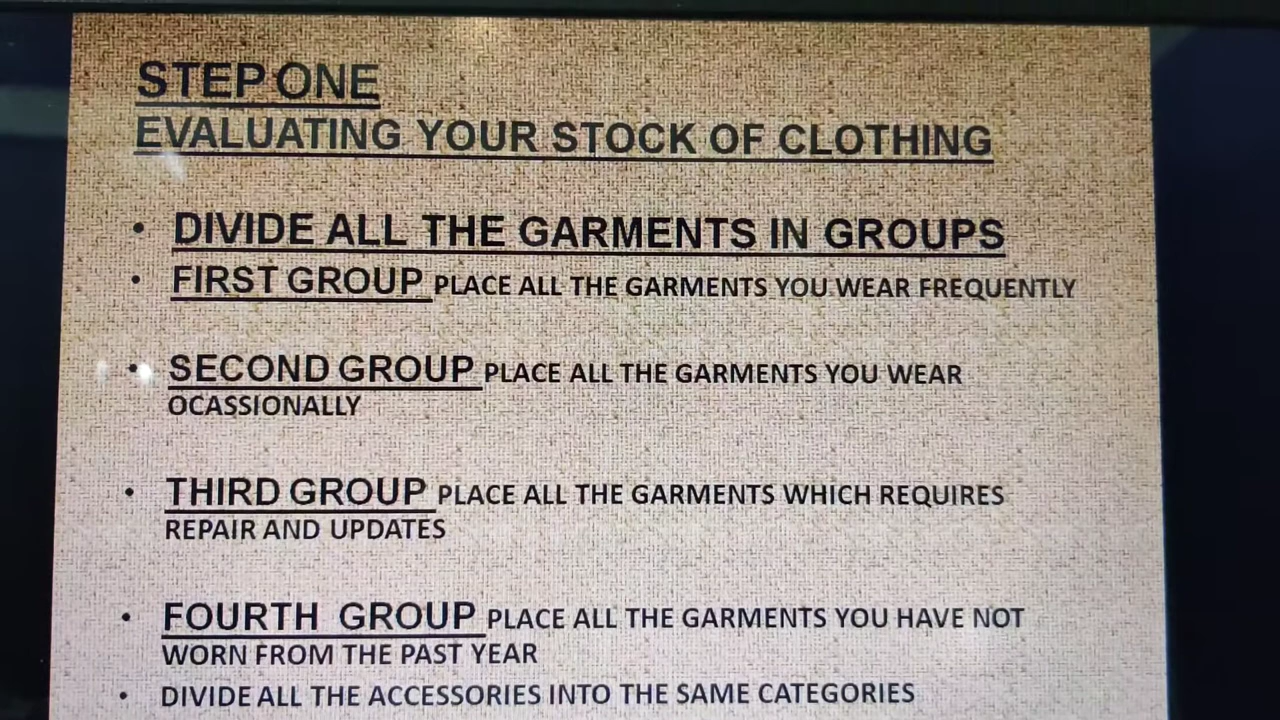 STEP ONE
EVALUATING YOUR STOCK OF CLOTHING
• DIVIDE ALL THE GARMENTS IN GROUPS
• FIRST GROUP PLACE ALL THE GARMENTS YOU WEAR FREQUENTLY
• SECOND GROUP PLACE ALL THE GARMENTS YOU WEAR
OCASSIONALLY
• THIRD GROUP PLACE ALL THE GARMENTS WHICH REQUIRES
REPAIR AND UPDATES
• FOURTH GROUP PLACE ALL THE GARMENTS YOU HAVE NOT
WORN FROM THE PAST YEAR
• DIVIDE ALL THE ACCESSORIES INTO THE SAME CATEGORIES